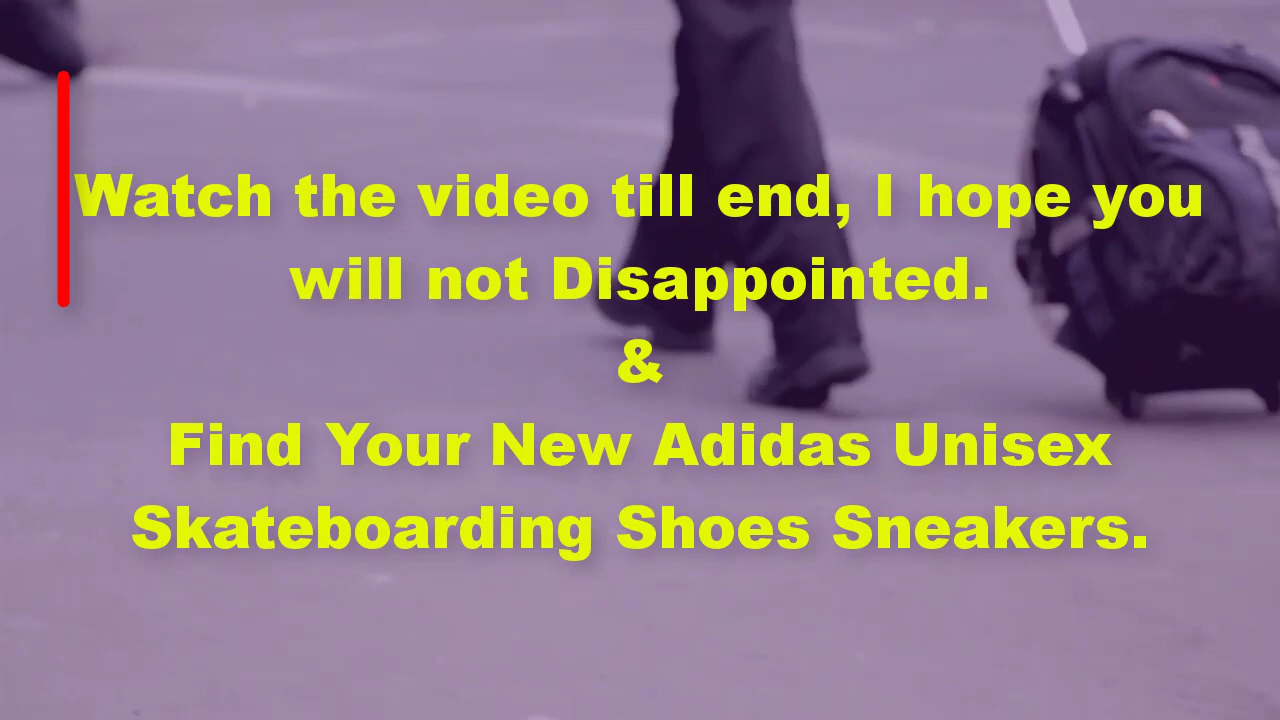 Watch the video till end, I hope you
will not Disappointed.
&
Find Your New Adidas Unisex
Skateboarding Shoes Sneakers.